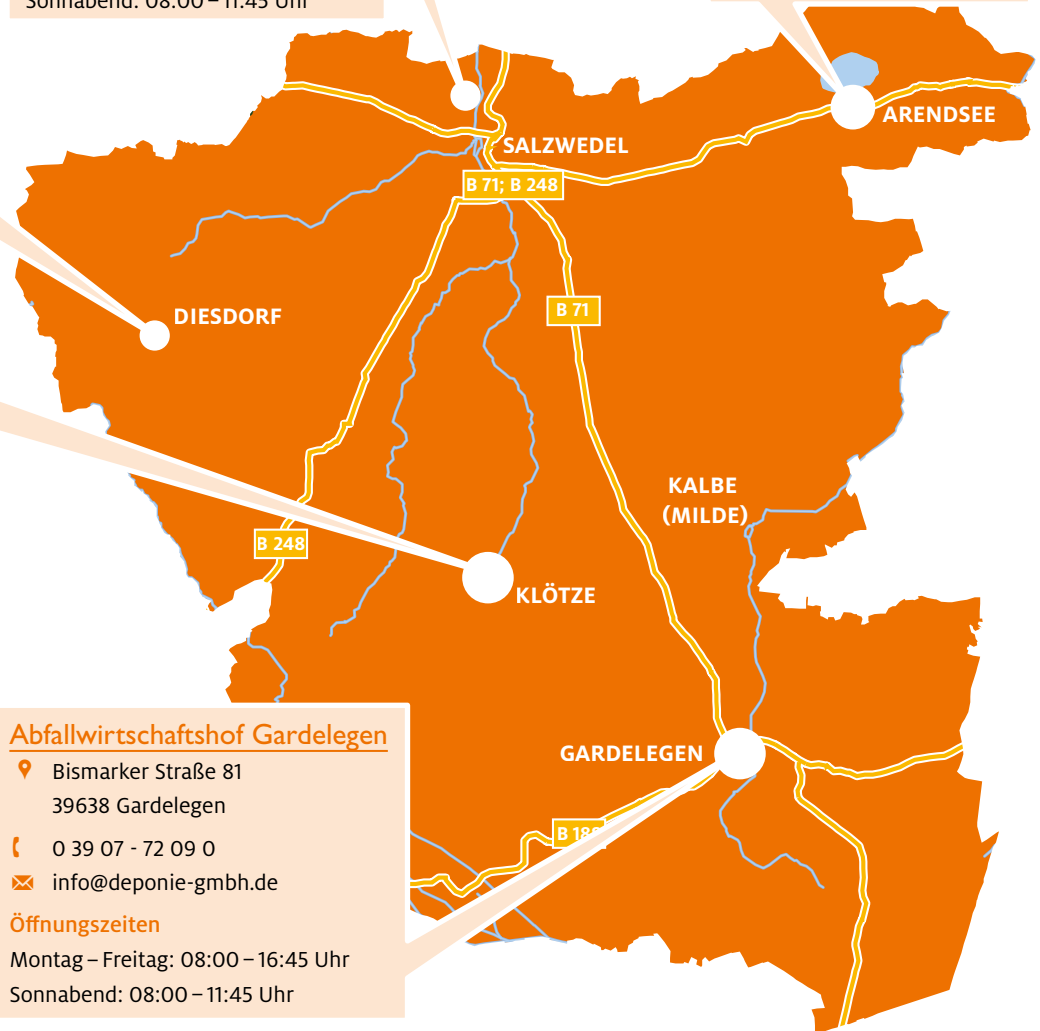 Sonnabend: 08:00 – 11:45 Uhr
ARENDSEE
SALZWEDEL
B 71; B 248
B 71
DIESDORF
KALBE
(MILDE)
B 248
KLÖTZE
GARDELEGEN
Abfallwirtschaftshof Gardelegen
Bismarker Straße 81
39638 Gardelegen
0 39 07 - 72 09 0
info@deponie-gmbh.de
Öffnungszeiten
Montag – Freitag: 08:00 – 16:45 Uhr
Sonnabend: 08:00 – 11:45 Uhr